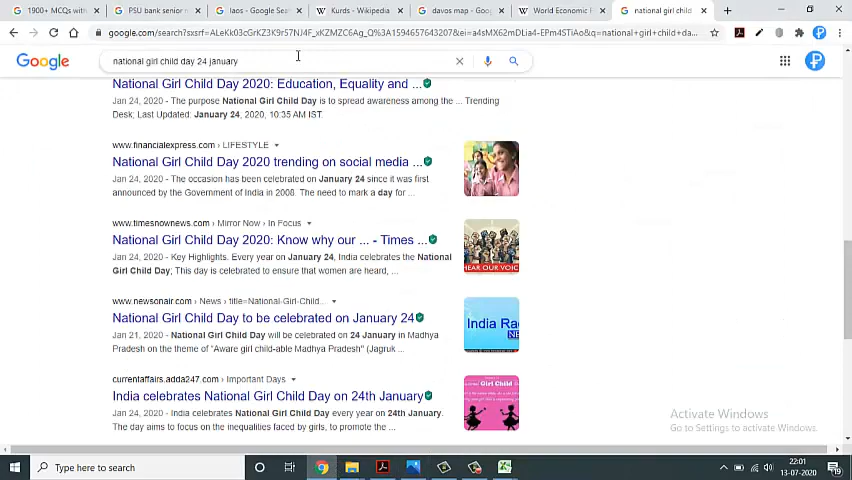 1900+ MCQs with
PSU bank senior m
laos - Google Sear
Kurds - Wikipedia
davos map - Goog
World Economic F
national girl child
google.com/search?sxsrf=ALeKk03cGrKZ3K9r57NJ4F_xKZMZC6Ag_Q%3A1594657643207&ei=a4sMX62mDLia4-EPm4STiAo&q=national+girl+child+da...
Google
national girl child day 24 january
National Girl Child Day 2020: Education, Equality and ...
Jan 24, 2020 - The purpose National Girl Child Day is to spread awareness among the ... Trending
Desk; Last Updated: January 24, 2020, 10:35 AM IST.
www.financialexpress.com › LIFESTYLE
National Girl Child Day 2020 trending on social media ...
Jan 24, 2020 - The occasion has been celebrated on January 24 since it was first
announced by the Government of India in 2008. The need to mark a day for ...
www.timesnownews.com › Mirror Now › In Focus
National Girl Child Day 2020: Know why our ... - Times ...
Jan 24, 2020 - Key Highlights. Every year on January 24, India celebrates the National
Girl Child Day; This day is celebrated to ensure that women are heard, ...
HEAR OUR VOIC
www.newsonair.com › News › title=National-Girl-Child...
National Girl Child Day to be celebrated on January 24
Jan 21, 2020 - National Girl Child Day will be celebrated on 24 January in Madhya
Pradesh on the theme of "Aware girl child-able Madhya Pradesh" (Jagruk ...
India Ra
NE
currentaffairs.adda247.com › Important Days
India celebrates National Girl Child Day on 24th January
Jan 24, 2020 - India celebrates National Girl Child Day every year on 24th January.
The day aims to focus on the inequalities faced by girls, to promote the ...
Girl Child
Activate Windows
Go to Settings to activate Windows.
Type here to search
22:01
13-07-2020
19